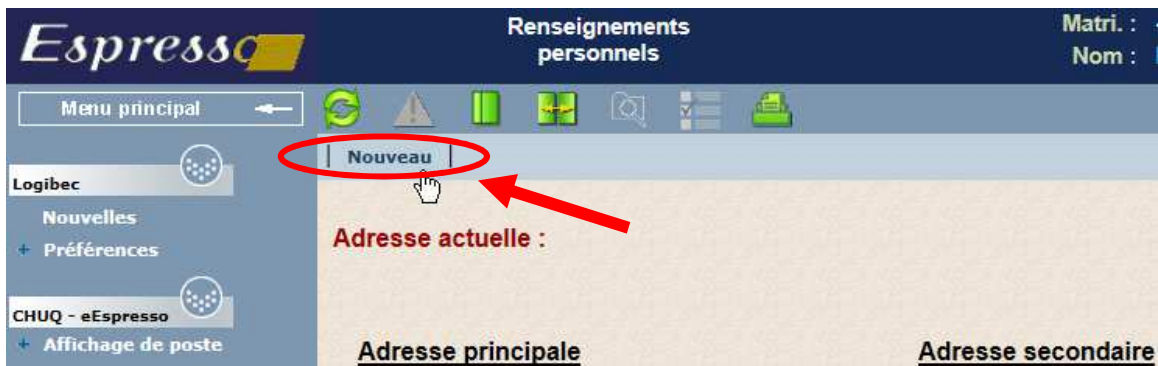 Espresso
Renseignements
personnels
Matri. :
Nom :
Menu principal
Nouveau
Logibec
Nouvelles
+ Préférences
Adresse actuelle :
CHUQ - eEspresso
+ Affichage de poste
Adresse principale
Adresse secondaire